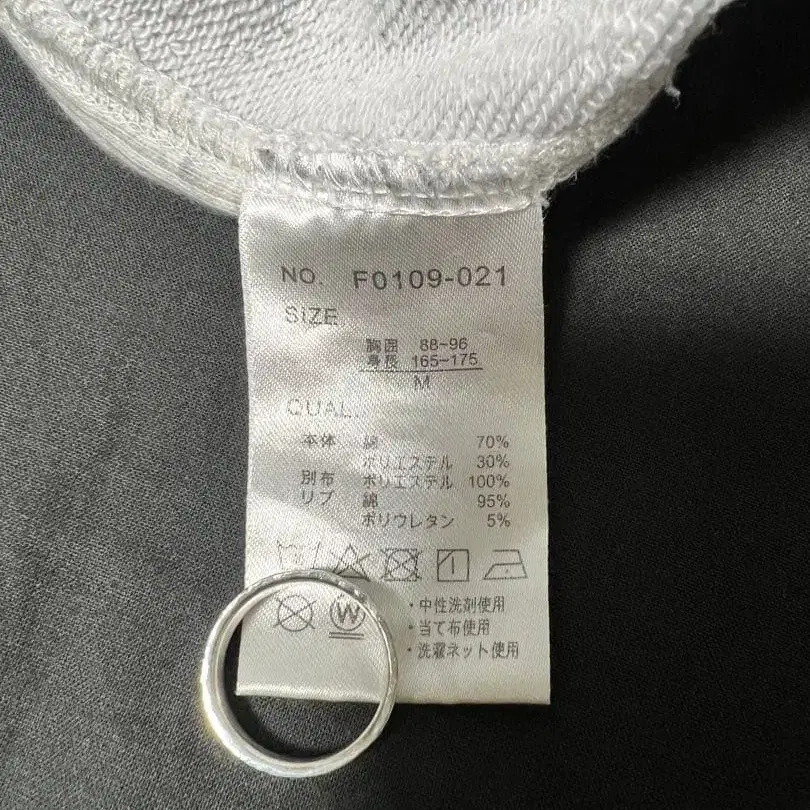 NO. F0109-021
SIZE
胸囲 88~96
身長 165~175
M
QUAL.
本体 綿 70%
ポリエステル 30%
別布 ポリエステル 100%
リブ 綿 95%
ポリウレタン 5%
W
・中性洗剤使用
・当て布使用
・洗濯ネット使用